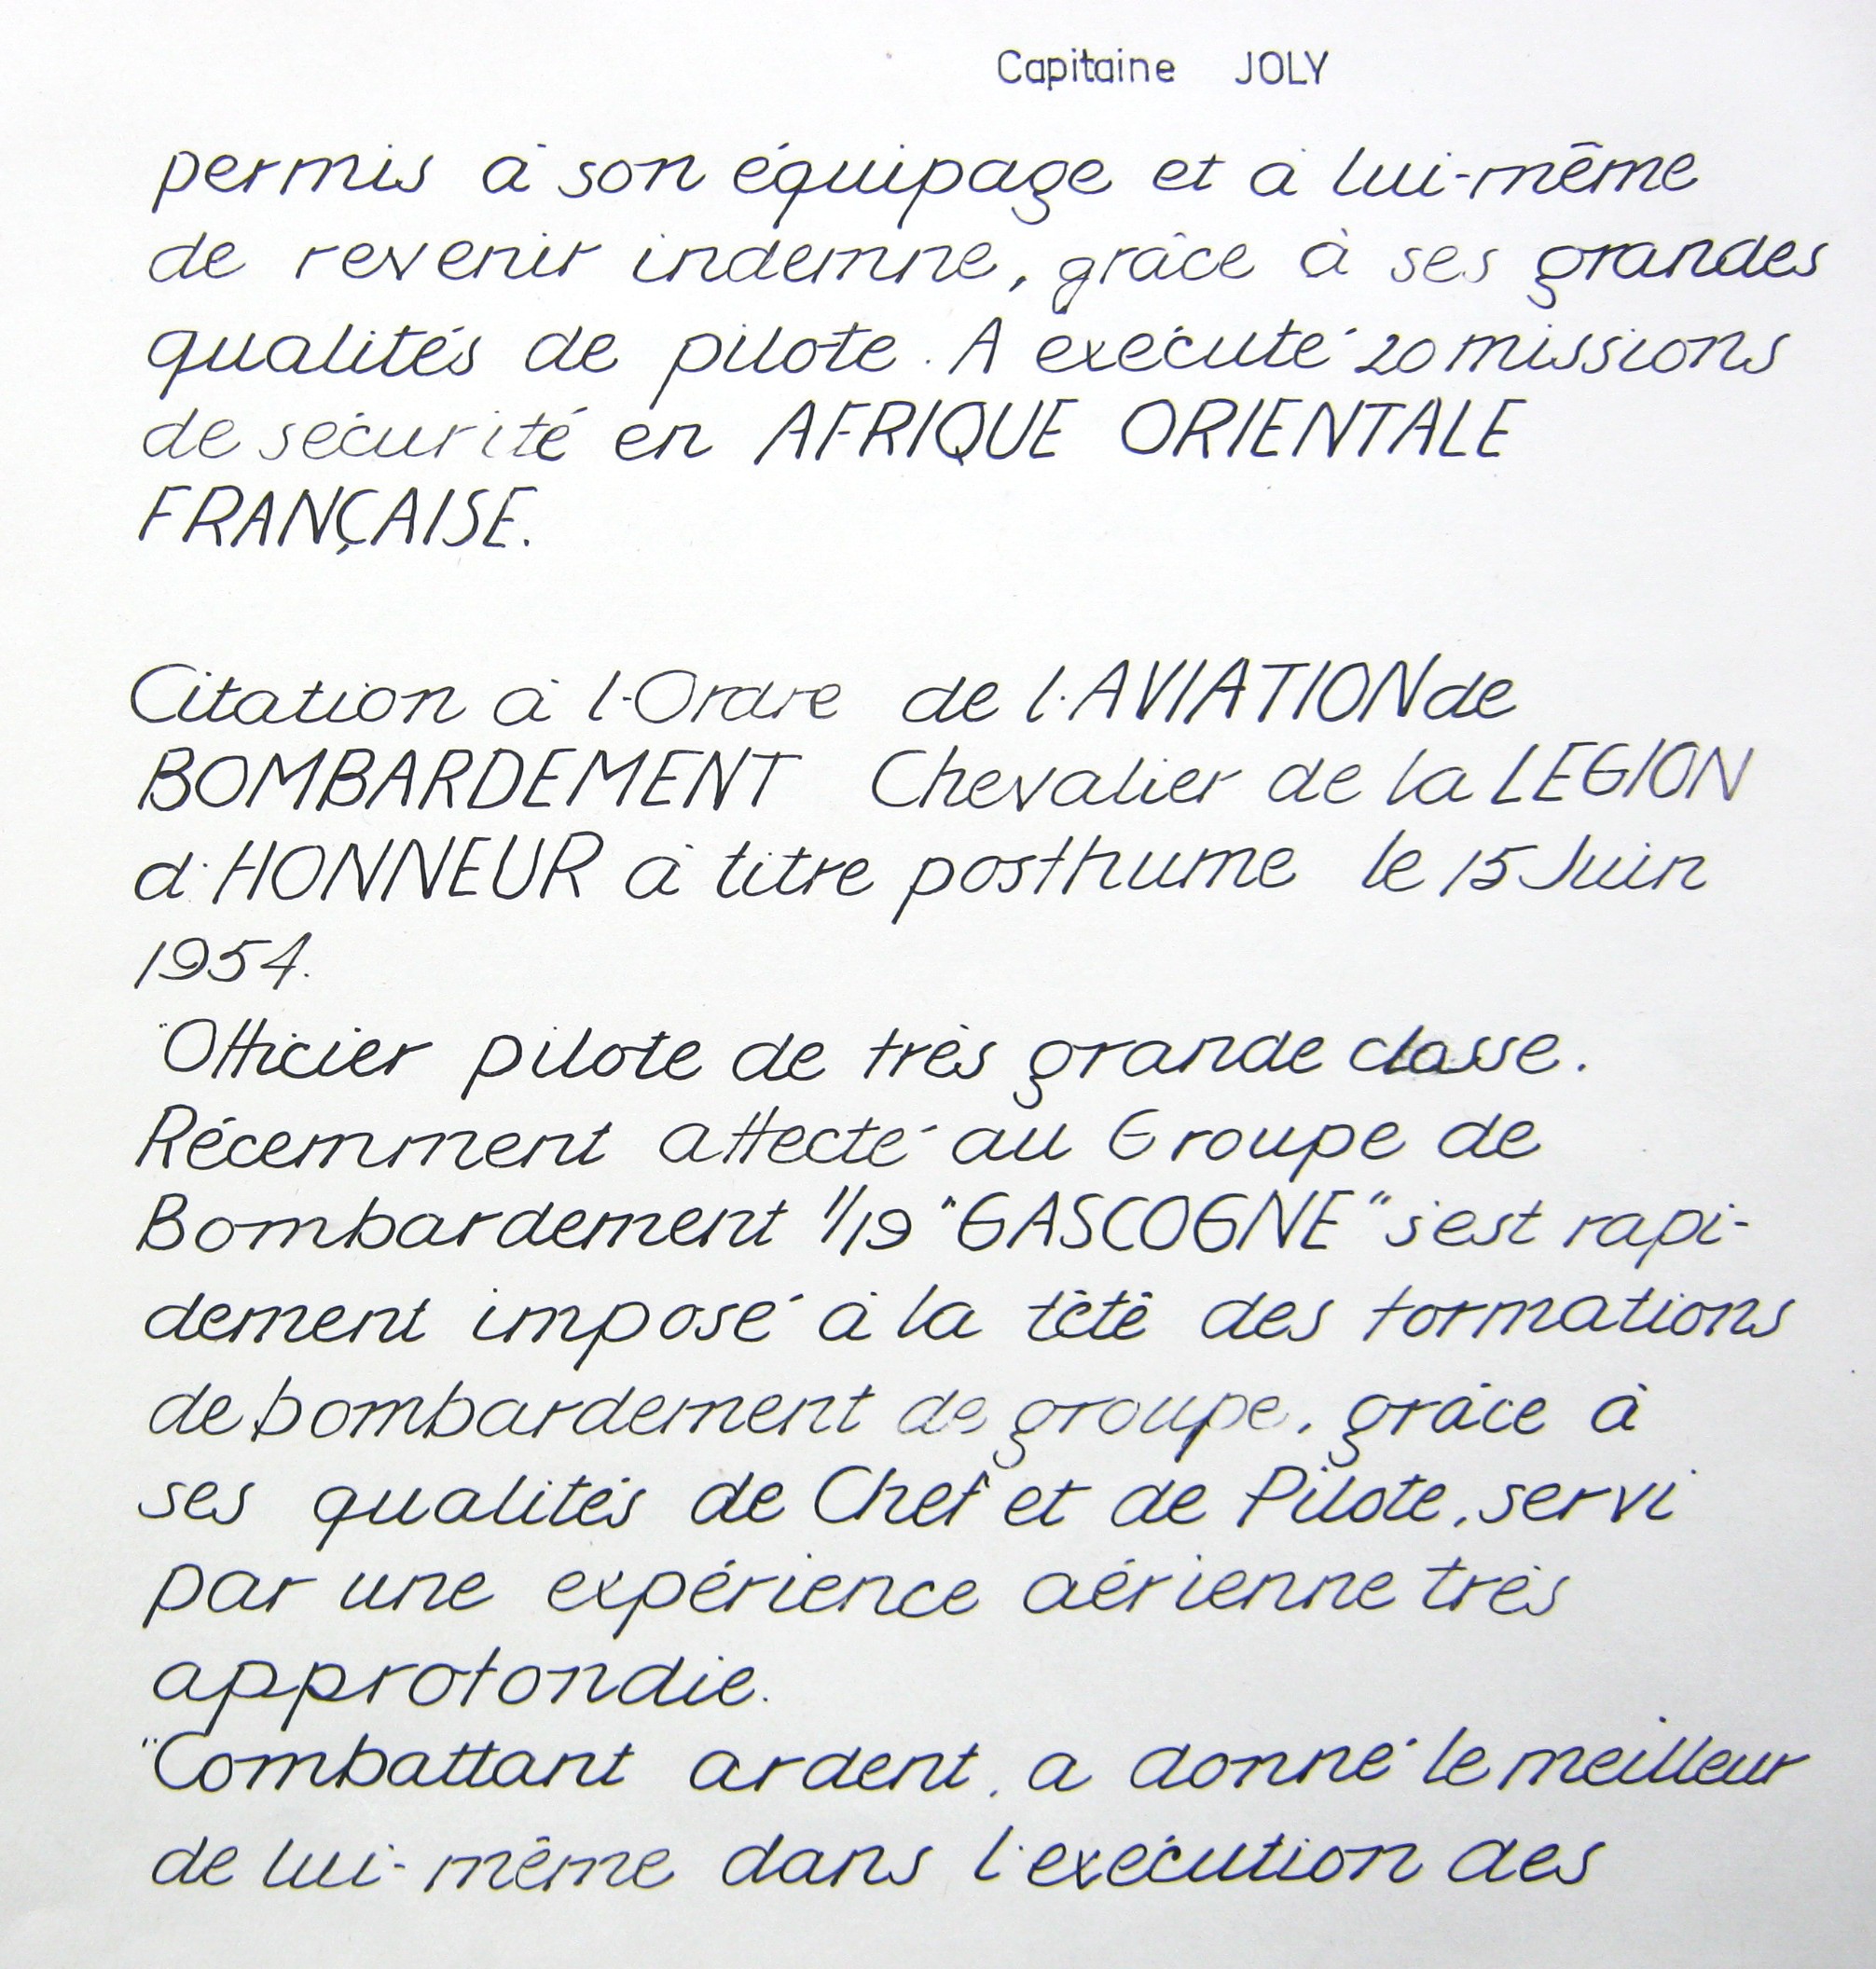 Capitaine JOLY
permis à son équipage et à lui-même
de revenir indemne, grâce à ses grandes
qualités de pilote. A exécuté 20 missions
de sécurité en AFRIQUE ORIENTALE
FRANÇAISE.
Citation à l'Ordre de l'AVIATION de
BOMBARDEMENT Chevalier de la LEGION
d'HONNEUR à titre posthume le 15 Juin
1954.
"Officier pilote de très grande classe.
Récemment affecté au Groupe de
Bombardement 1/19 "GASCOGNE" s'est rapi-
dement imposé à la tête des formations
de bombardement de groupe, grâce à
ses qualités de Chef et de Pilote, servi
par une expérience aérienne très
approfondie.
"Combattant ardent, a donné le meilleur
de lui-même dans l'exécution des